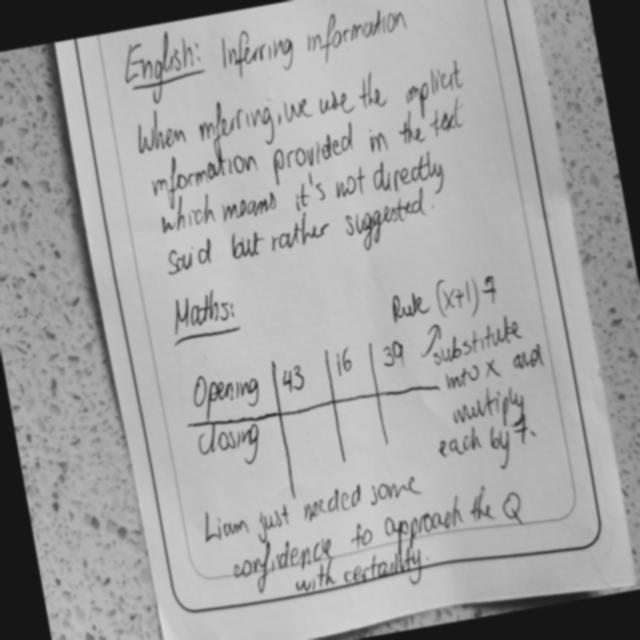 English: Inferring information
When inferring, we use the implicit
information provided in the text
which means it's not directly
said but rather suggested.
Maths:
Rule (x+1) 7
substitute
into x and
multiply
each by 7.
Opening 43 16 39
Closing
Liam just needed some
confidence to approach the Q
with certainty.